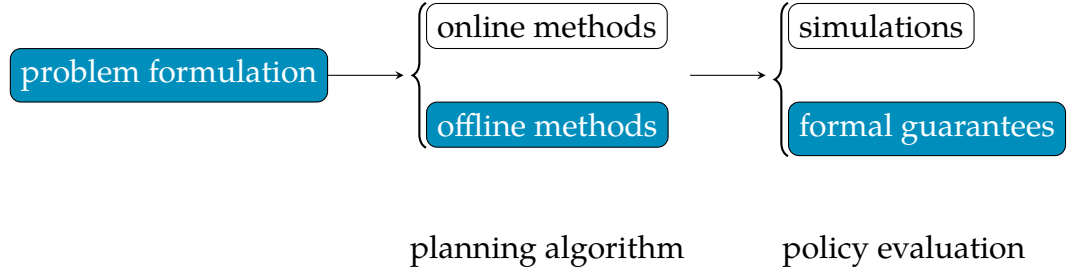 online methods
simulations
problem formulation
offline methods
formal guarantees
planning algorithm
policy evaluation